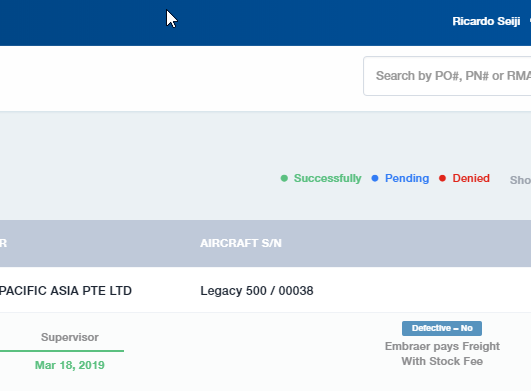 Ricardo Seiji
Search by PO#, PN# or RMA
Successfully Pending Denied Sho
R AIRCRAFT S/N
PACIFIC ASIA PTE LTD Legacy 500 / 00038
Defective – No
Supervisor
Embraer pays Freight
With Stock Fee
Mar 18, 2019